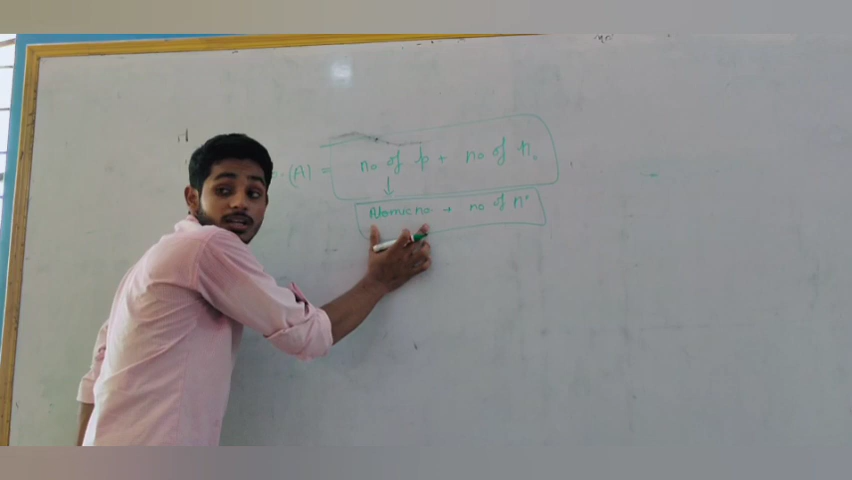 (A) = no of p + no of n
Atomic no + no of n